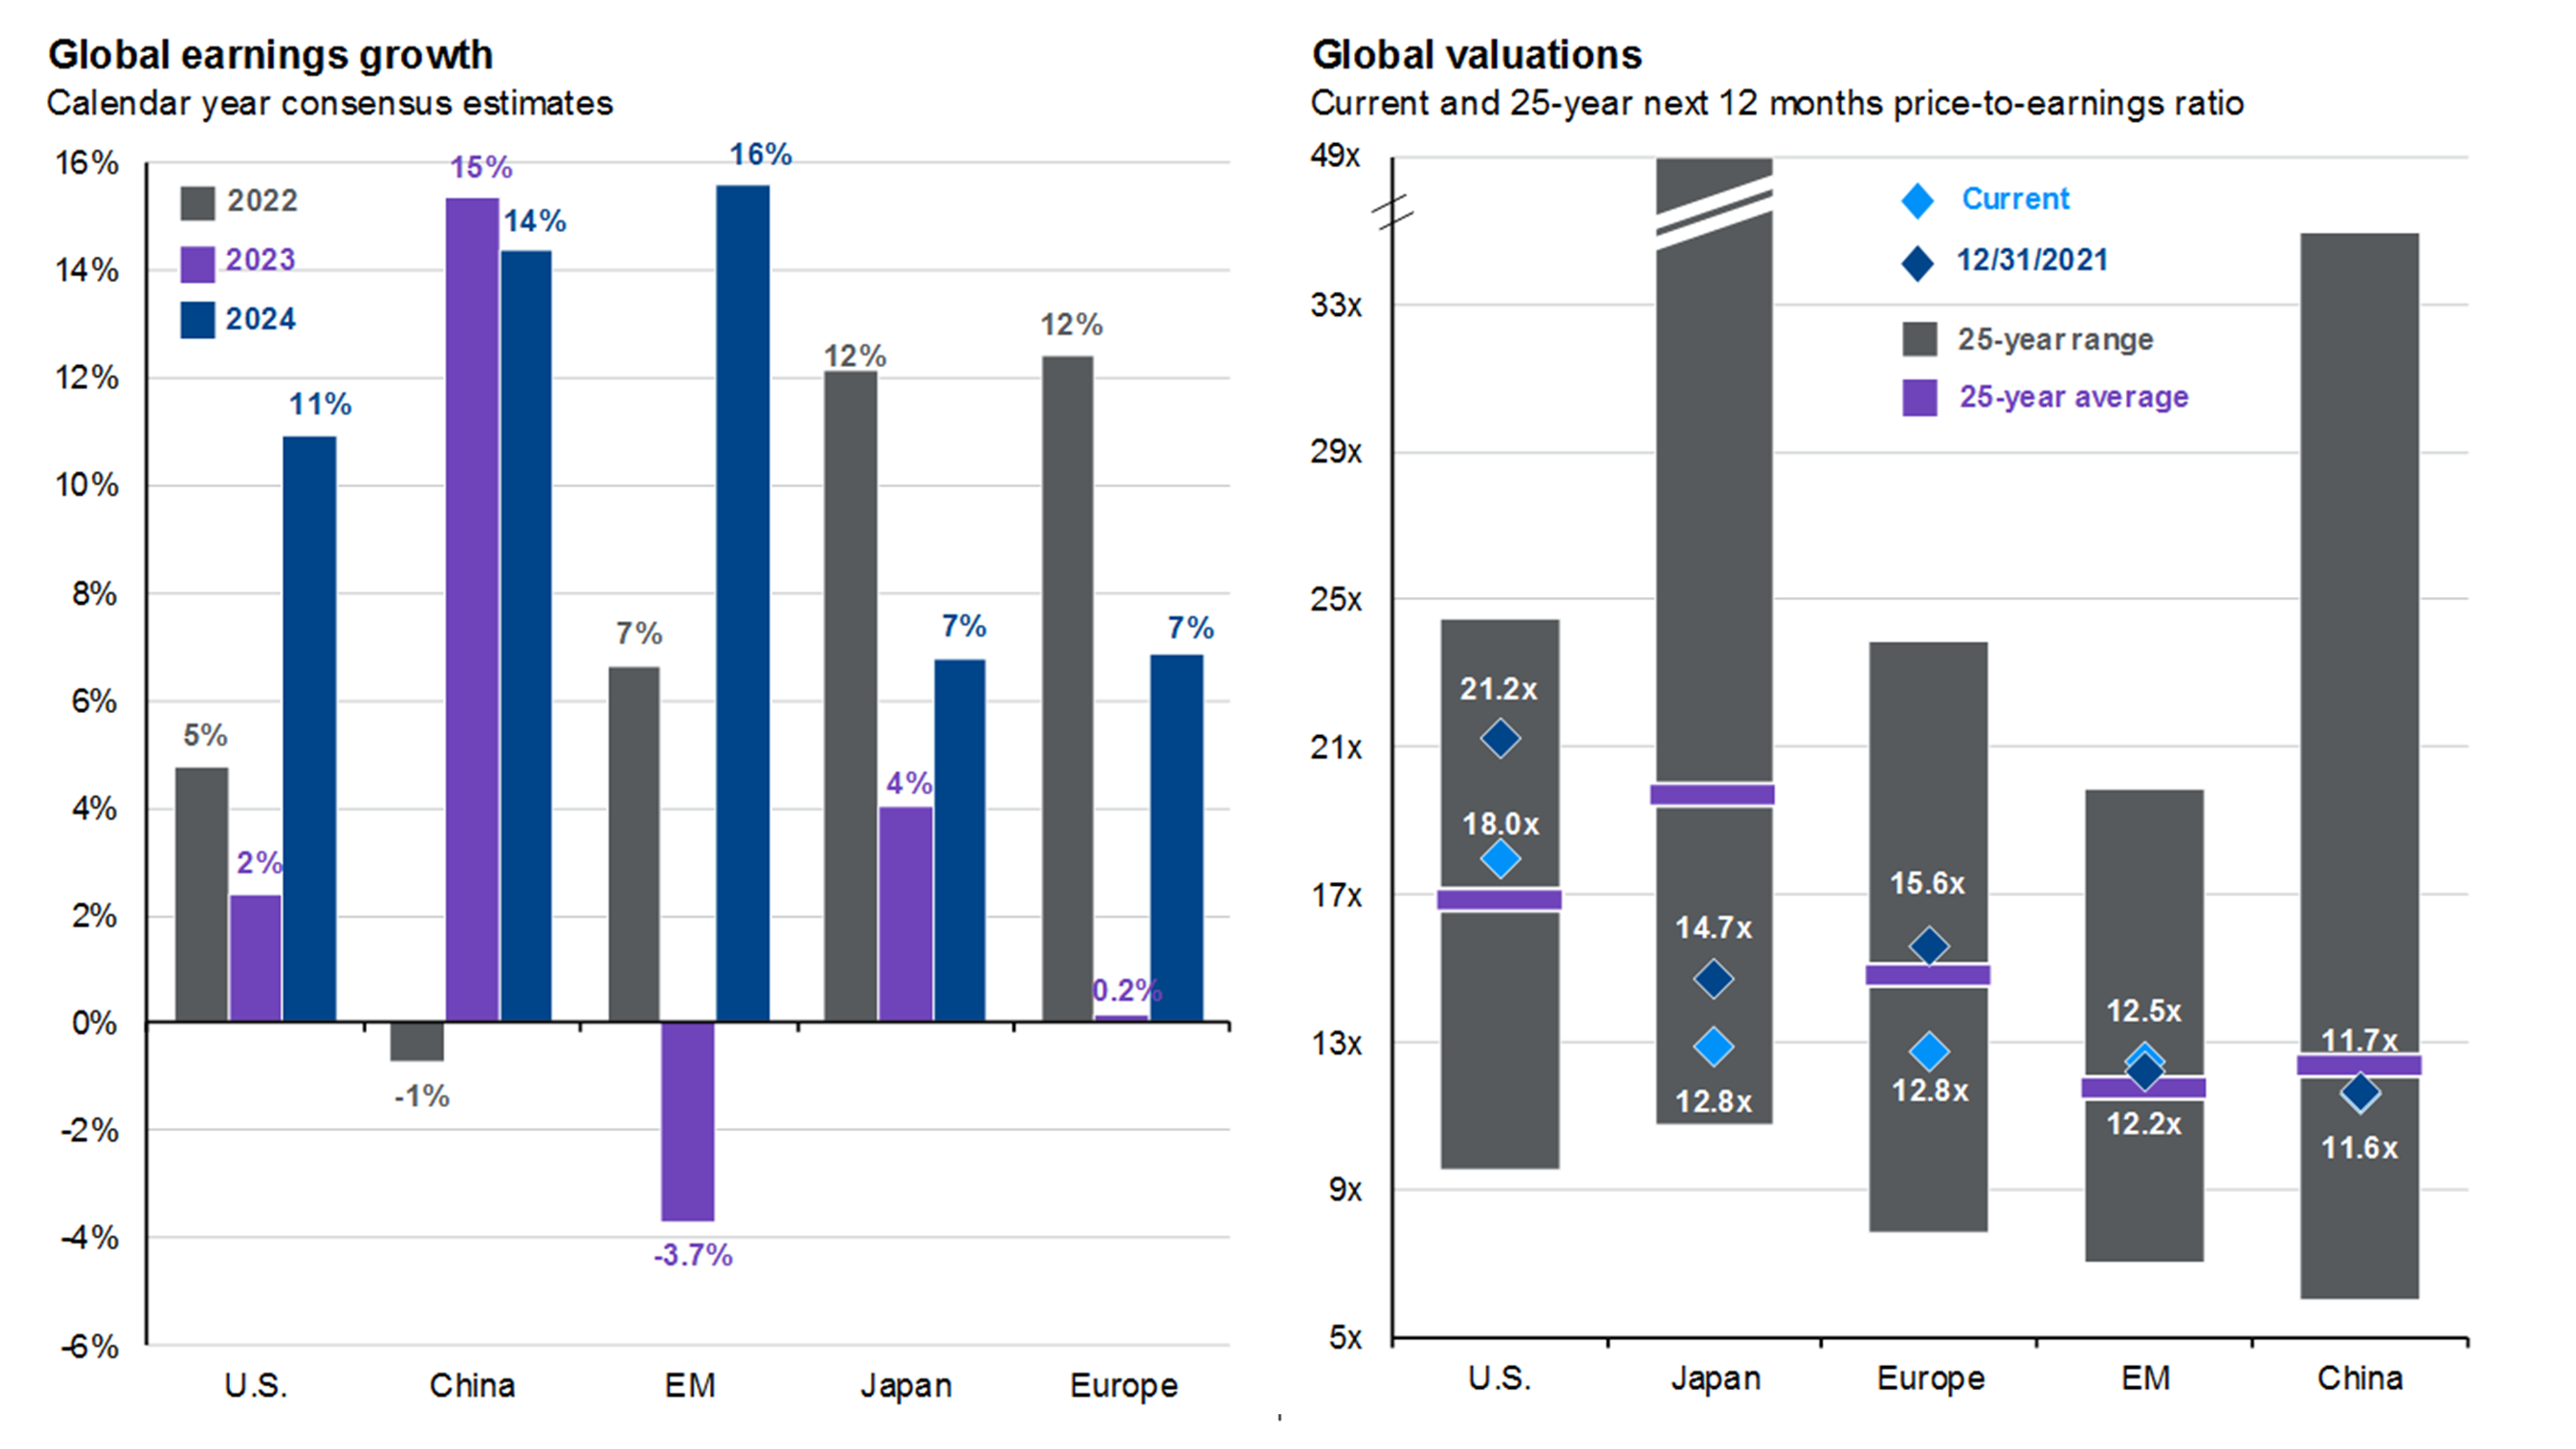 Global earnings growth
Calendar year consensus estimates
16%
14%
12%
10%
8%
6%
4%
2%
0%
-2%
-4%
-6%
2022
2023
2024
5%
2%
11%
-1%
15%
14%
7%
-3.7%
16%
12%
4%
7%
12%
0.2%
7%
U.S.
China
EM
Japan
Europe
Global valuations
Current and 25-year next 12 months price-to-earnings ratio
49x
33x
29x
25x
21x
17x
13x
9x
5x
Current
12/31/2021
25-year range
25-year average
21.2x
18.0x
14.7x
12.8x
15.6x
12.8x
12.5x
12.2x
11.7x
11.6x
U.S.
Japan
Europe
EM
China